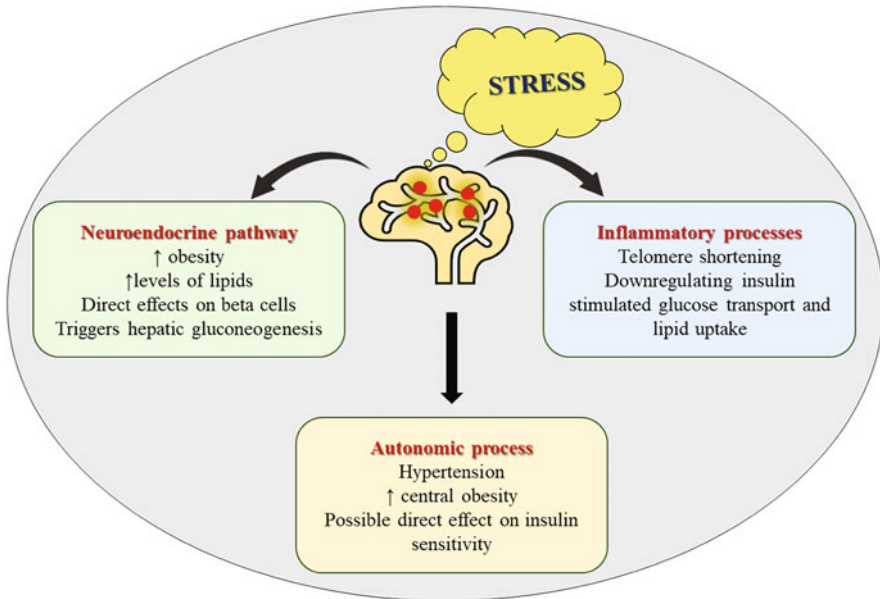 STRESS
Neuroendocrine pathway
↑ obesity
↑levels of lipids
Direct effects on beta cells
Triggers hepatic gluconeogenesis
Inflammatory processes
Telomere shortening
Downregulating insulin
stimulated glucose transport and
lipid uptake
Autonomic process
Hypertension
↑ central obesity
Possible direct effect on insulin
sensitivity